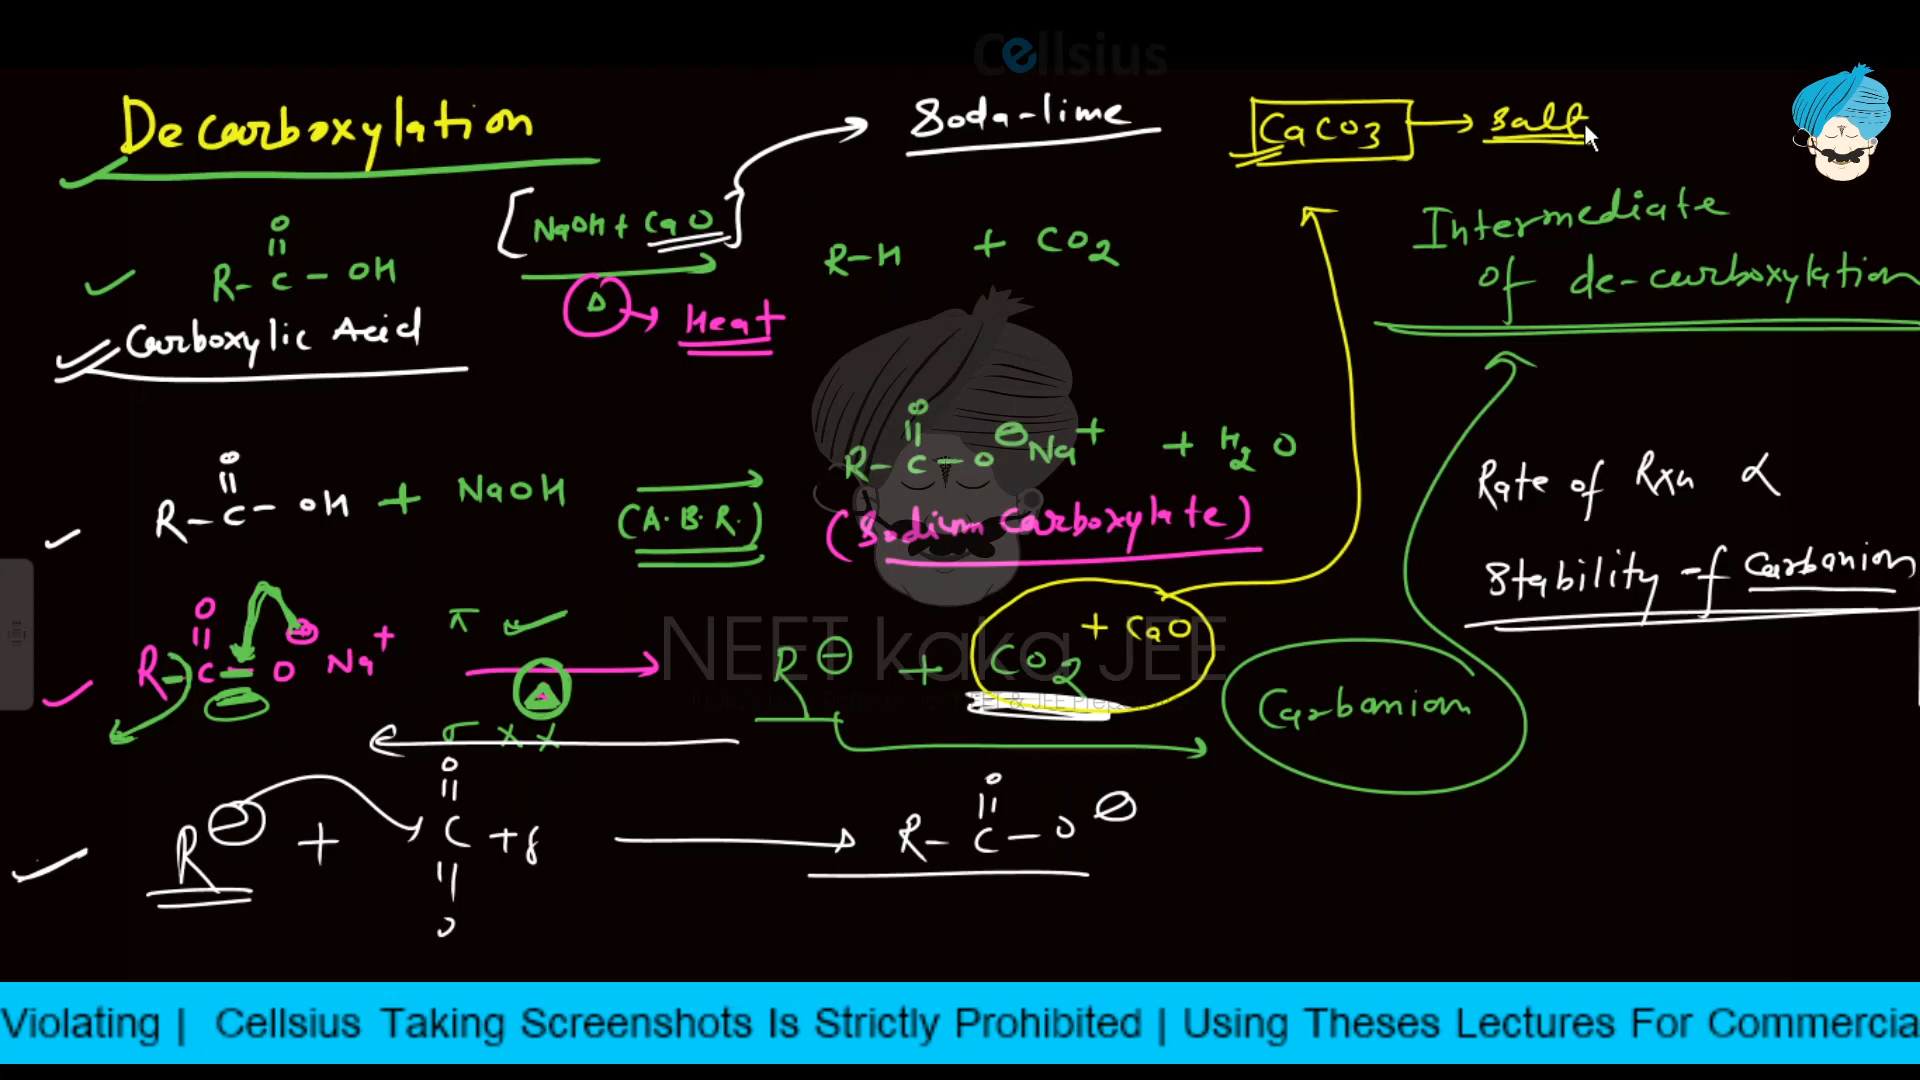 Cellsius
Decarboxylation
Soda-lime
CaCO3 → Salt
[NaOH + CaO]
O
||
R-C-OH
Δ → Heat
R-H + CO2
Carboxylic Acid
Intermediate
of de-carboxylation
O
||
R-C-OH + NaOH
(A.B.R.)
O
||
R-C-O⊖Na+ + H2O
(Sodium carboxylate)
Rate of Rxn ∝
Stability of Carbanion
O
||
R-C-O⊖ Na+
π ✓
Δ
σ x x
R⊖ + CO2 + CaO
Carbanion
NEET kaka JEE
R⊖ +
O
||
C +δ
||
O
→
O
||
R-C-O⊖
Violating | Cellsius Taking Screenshots Is Strictly Prohibited | Using Theses Lectures For Commercia